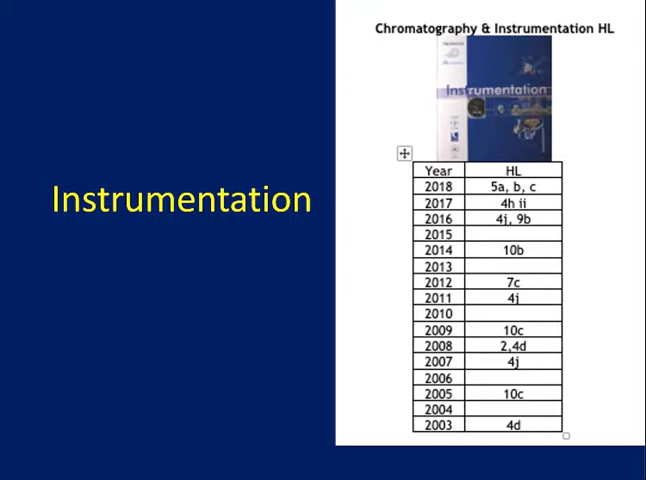 Instrumentation
Chromatography & Instrumentation HL
Instrumentation
Year HL
2018 5a, b, c
2017 4h ii
2016 4j, 9b
2015
2014 10b
2013
2012 7c
2011 4j
2010
2009 10c
2008 2,4d
2007 4j
2006
2005 10c
2004
2003 4d